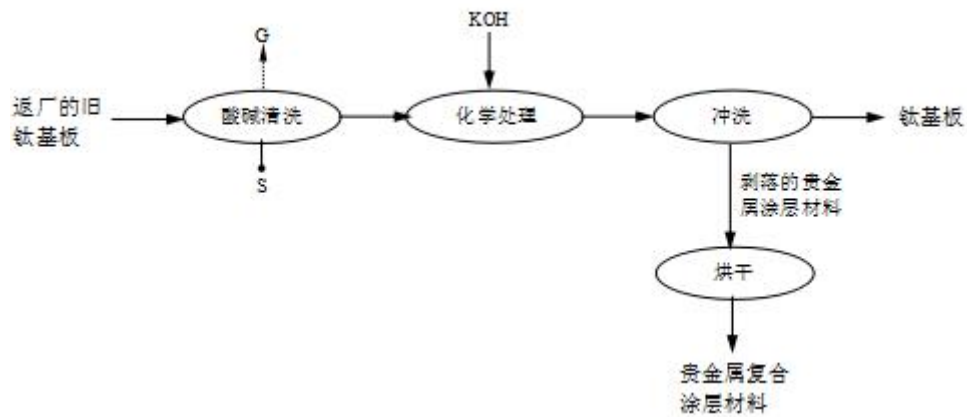 KOH
G
返厂的旧
钛基板
酸碱清洗
化学处理
冲洗
钛基板
S
剥落的贵金
属涂层材料
烘干
贵金属复合
涂层材料